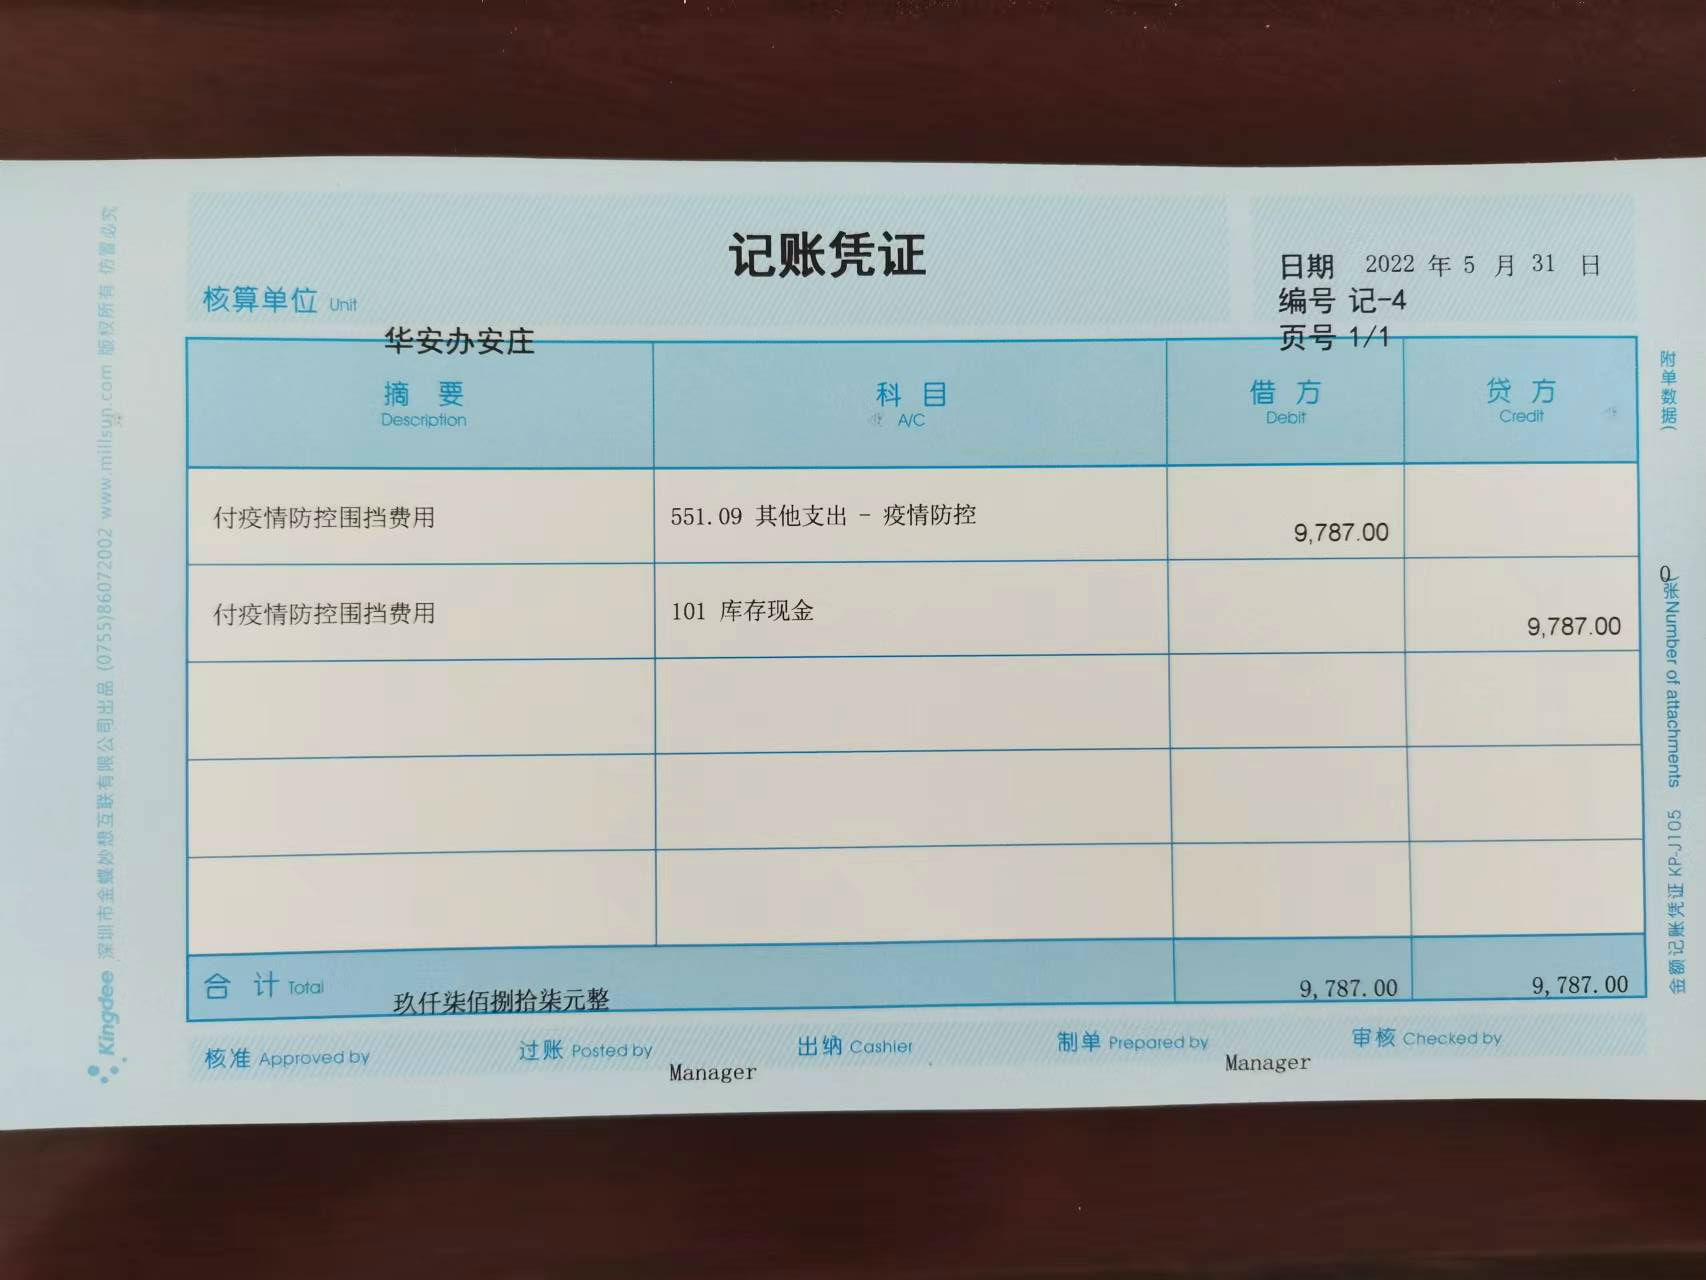 记账凭证
日期 2022 年 5 月 31 日
编号 记-4
核算单位 Unit
华安办安庄
页号 1/1
摘 要 科 目 借 方 贷 方
Description A/C Debit Credit
付疫情防控围挡费用 551.09 其他支出 - 疫情防控 9,787.00
付疫情防控围挡费用 101 库存现金 9,787.00
合 计 Total 玖仟柒佰捌拾柒元整 9,787.00 9,787.00
核准 Approved by 过账 Posted by 出纳 Cashier 制单 Prepared by 审核 Checked by
Manager Manager
Kingdee 深圳市金蝶妙想互联有限公司出品 (0755)86072002 www.millsun.com 版权所有 仿冒必究
附单数据)
0
张Number of attachments
金额记账凭证 KP-J105